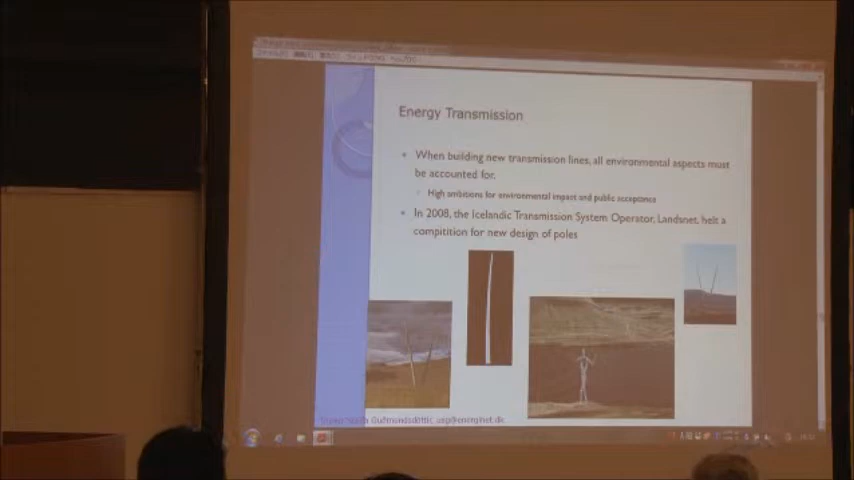 Energy Transmission
When building new transmission lines, all environmental aspects must
be accounted for.
High ambitions for environmental impact and public acceptance
In 2008, the Icelandic Transmission System Operator, Landsnet, helt a
compitition for new design of poles
Guðmundsdóttir,